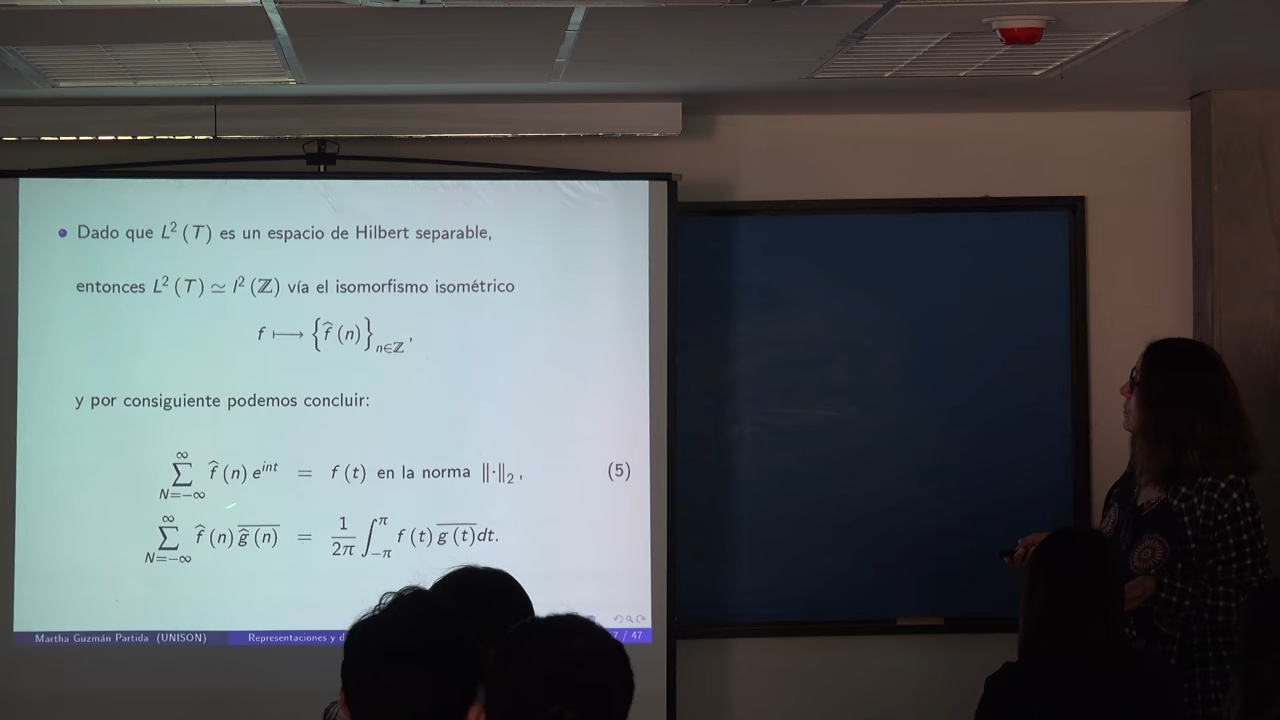 Dado que L² (T) es un espacio de Hilbert separable,
entonces L² (T) ≃ l² (ℤ) vía el isomorfismo isométrico
f ⟼ {f̂ (n)}ₙ∈ℤ ,
y por consiguiente podemos concluir:
∞ ∑ N=−∞ f̂ (n) eⁱⁿᵗ = f (t) en la norma ‖·‖₂ , (5)
∞ ∑ N=−∞ f̂ (n) \overline{ĝ (n)} = 1/2π ∫_{−π}^{π} f (t) \overline{g (t)}dt.
Martha Guzmán Partida (UNISON) Representaciones y 7 / 47